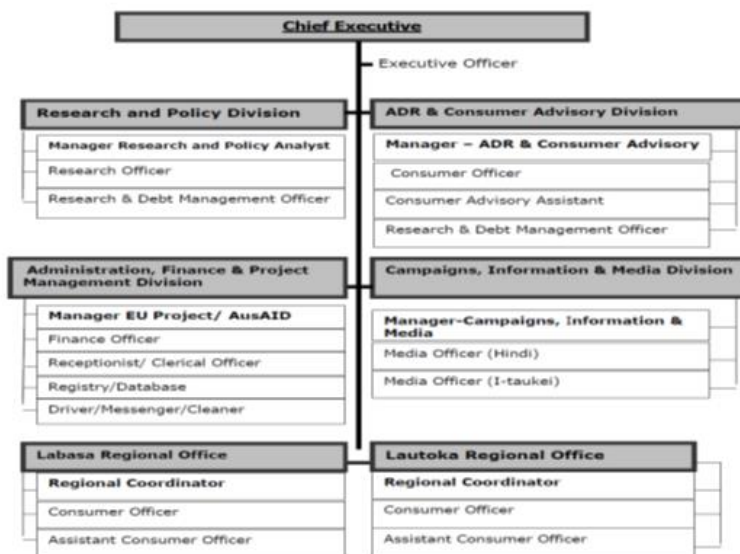 Chief Executive
Executive Officer
Research and Policy Division
Manager Research and Policy Analyst
Research Officer
Research & Debt Management Officer
ADR & Consumer Advisory Division
Manager – ADR & Consumer Advisory
Consumer Officer
Consumer Advisory Assistant
Research & Debt Management Officer
Administration, Finance & Project
Management Division
Manager EU Project/ AusAID
Finance Officer
Receptionist/ Clerical Officer
Registry/Database
Driver/Messenger/Cleaner
Campaigns, Information & Media Division
Manager-Campaigns, Information &
Media
Media Officer (Hindi)
Media Officer (I-taukei)
Labasa Regional Office
Regional Coordinator
Consumer Officer
Assistant Consumer Officer
Lautoka Regional Office
Regional Coordinator
Consumer Officer
Assistant Consumer Officer